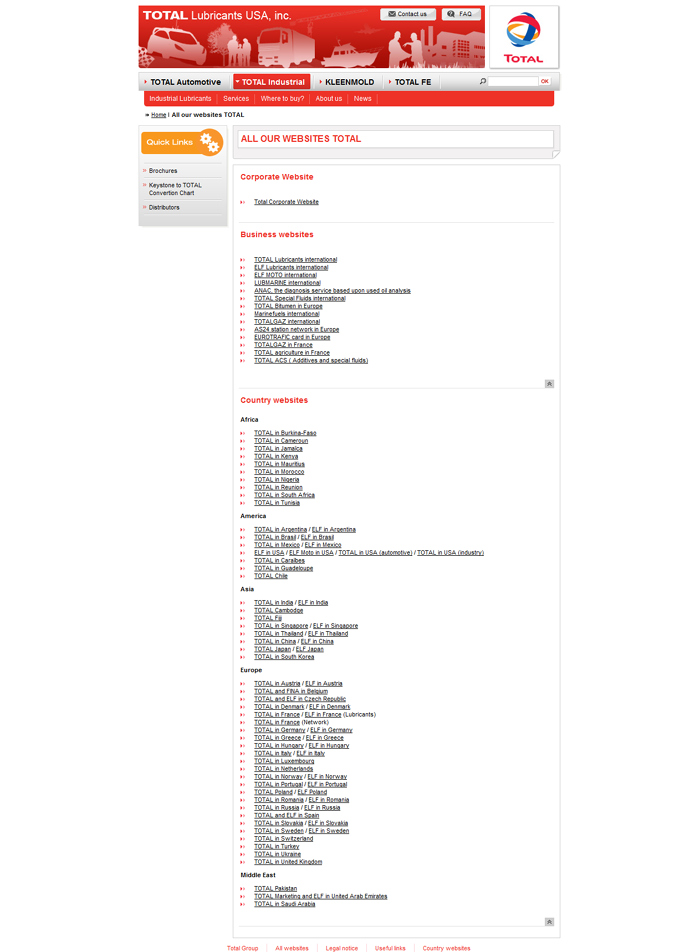 TOTAL Lubricants USA, inc.
Contact us
FAQ
TOTAL
TOTAL Automotive
TOTAL Industrial
KLEENMOLD
TOTAL FE
OK
Industrial Lubricants
Services
Where to buy?
About us
News
Home | All our websites TOTAL
Quick Links
Brochures
Keystone to TOTAL
Convertion Chart
Distributors
ALL OUR WEBSITES TOTAL
Corporate Website
Total Corporate Website
Business websites
TOTAL Lubricants international
ELF Lubricants international
ELF MOTO international
LUBMARINE international
ANAC, the diagnosis service based upon used oil analysis
TOTAL Special Fluids international
TOTAL Bitumen in Europe
Marinefuels international
TOTALGAZ international
AS24 station network in Europe
EUROTRAFIC card in Europe
TOTALGAZ in France
TOTAL agriculture in France
TOTAL ACS ( Additives and special fluids)
Country websites
Africa
TOTAL in Burkina-Faso
TOTAL in Cameroun
TOTAL in Jamaica
TOTAL in Kenya
TOTAL in Mauritius
TOTAL in Morocco
TOTAL in Nigeria
TOTAL in Reunion
TOTAL in South Africa
TOTAL in Tunisia
America
TOTAL in Argentina / ELF in Argentina
TOTAL in Brasil / ELF in Brasil
TOTAL in Mexico / ELF in Mexico
ELF in USA / ELF Moto in USA / TOTAL in USA (automotive) / TOTAL in USA (industry)
TOTAL in Caraibes
TOTAL in Guadeloupe
TOTAL Chile
Asia
TOTAL in India / ELF in India
TOTAL Cambodge
TOTAL Fiji
TOTAL in Singapore / ELF in Singapore
TOTAL in Thailand / ELF in Thailand
TOTAL in China / ELF in China
TOTAL Japan / ELF Japan
TOTAL in South Korea
Europe
TOTAL in Austria / ELF in Austria
TOTAL and FINA in Belgium
TOTAL and ELF in Czech Republic
TOTAL in Denmark / ELF in Denmark
TOTAL in France / ELF in France (Lubricants)
TOTAL in France (Network)
TOTAL in Germany / ELF in Germany
TOTAL in Greece / ELF in Greece
TOTAL in Hungary / ELF in Hungary
TOTAL in Italy / ELF in Italy
TOTAL in Luxembourg
TOTAL in Netherlands
TOTAL in Norway / ELF in Norway
TOTAL in Portugal / ELF in Portugal
TOTAL Poland / ELF Poland
TOTAL in Romania / ELF in Romania
TOTAL in Russia / ELF in Russia
TOTAL and ELF in Spain
TOTAL in Slovakia / ELF in Slovakia
TOTAL in Sweden / ELF in Sweden
TOTAL in Switzerland
TOTAL in Turkey
TOTAL in Ukraine
TOTAL in United Kingdom
Middle East
TOTAL Pakistan
TOTAL Marketing and ELF in United Arab Emirates
TOTAL in Saudi Arabia
Total Group
All websites
Legal notice
Useful links
Country websites